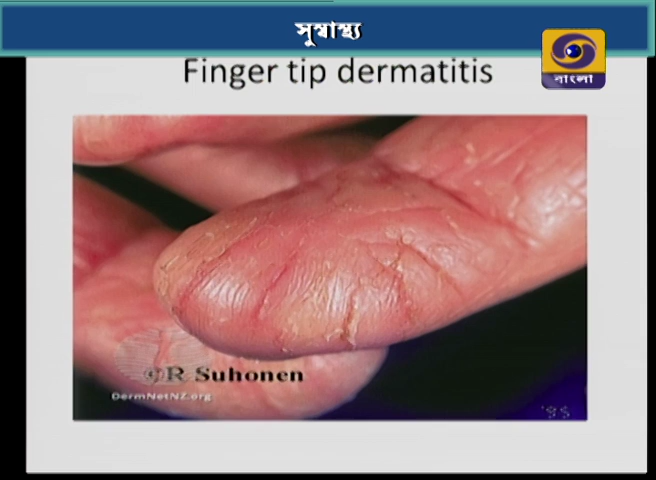 সুস্বাস্থ্য
বাংলা
Finger tip dermatitis
©R Suhonen
DermNetNZ.org
'95